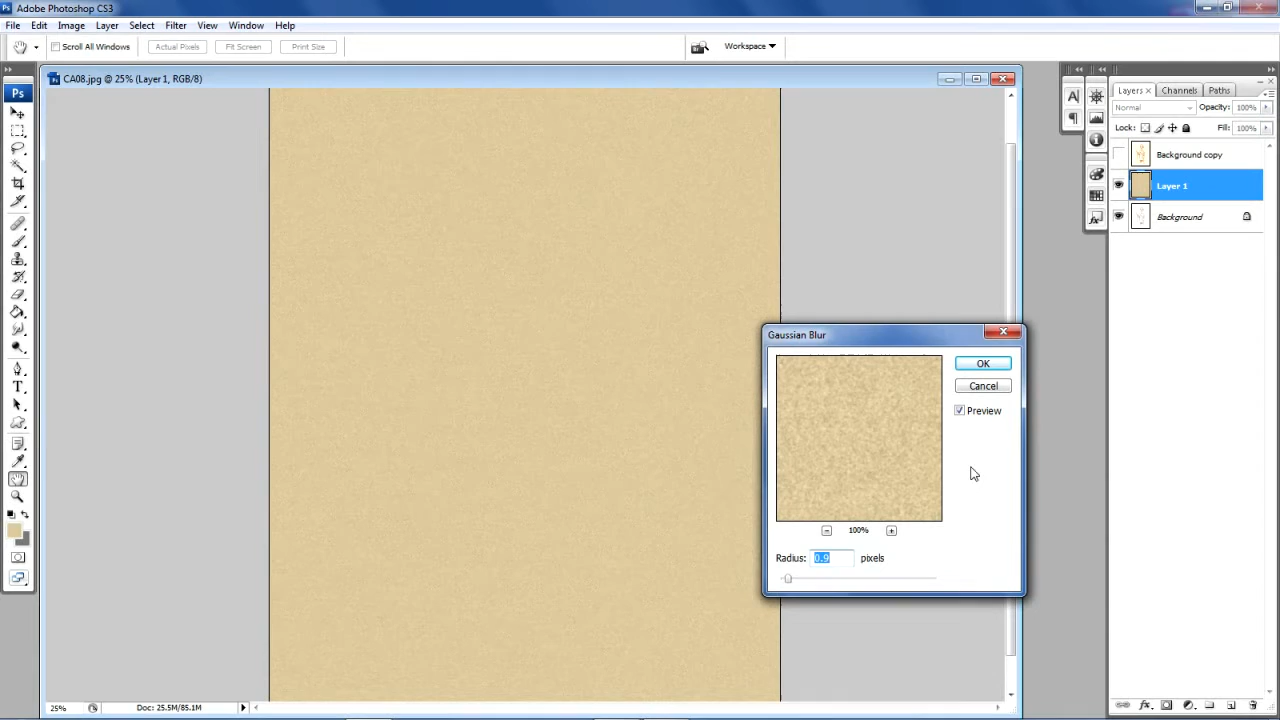 Ps Adobe Photoshop CS3
File Edit Image Layer Select Filter View Window Help
Scroll All Windows Actual Pixels Fit Screen Print Size Workspace
CA08.jpg @ 25% (Layer 1, RGB/8)
Ps
Layers Channels Paths
Normal Opacity: 100%
Lock: Fill: 100%
Background copy
Layer 1
Background
Gaussian Blur
OK
Cancel
Preview
100%
Radius: 0.9 pixels
25% Doc: 25.5M/85.1M